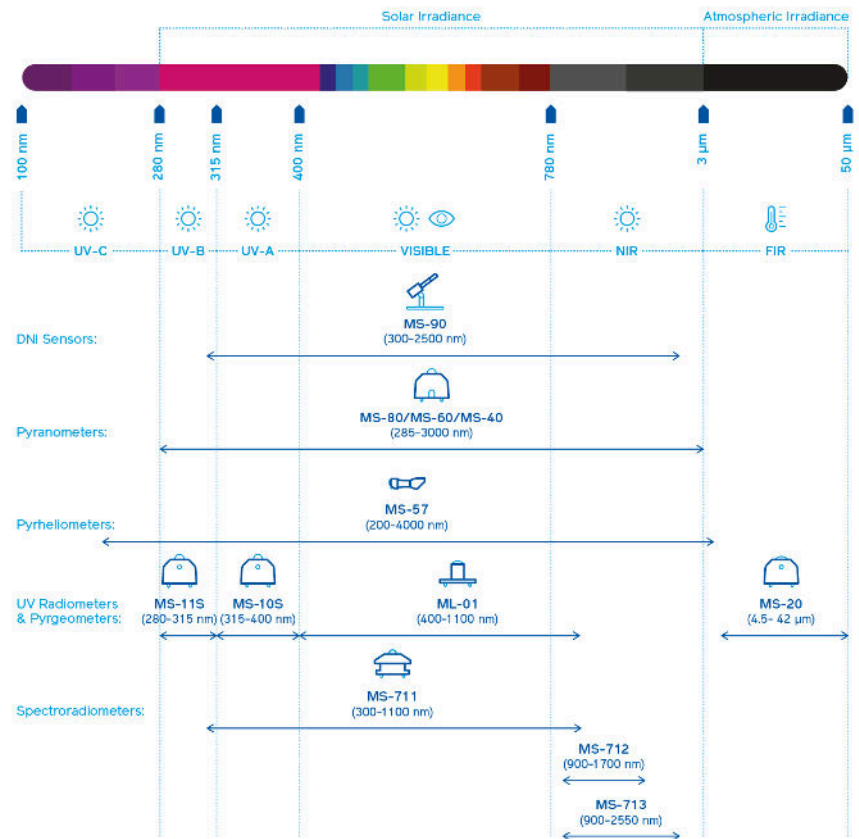 Solar Irradiance
Atmospheric Irradiance
100 nm
280 nm
315 nm
400 nm
780 nm
3 µm
50 µm
UV-C
UV-B
UV-A
VISIBLE
NIR
FIR
DNI Sensors:
MS-90
(300-2500 nm)
Pyranometers:
MS-80/MS-60/MS-40
(285-3000 nm)
Pyrheliometers:
MS-57
(200-4000 nm)
UV Radiometers
& Pyrgeometers:
MS-11S
(280-315 nm)
MS-10S
(315-400 nm)
ML-01
(400-1100 nm)
MS-20
(4.5- 42 µm)
Spectroradiometers:
MS-711
(300-1100 nm)
MS-712
(900-1700 nm)
MS-713
(900-2550 nm)